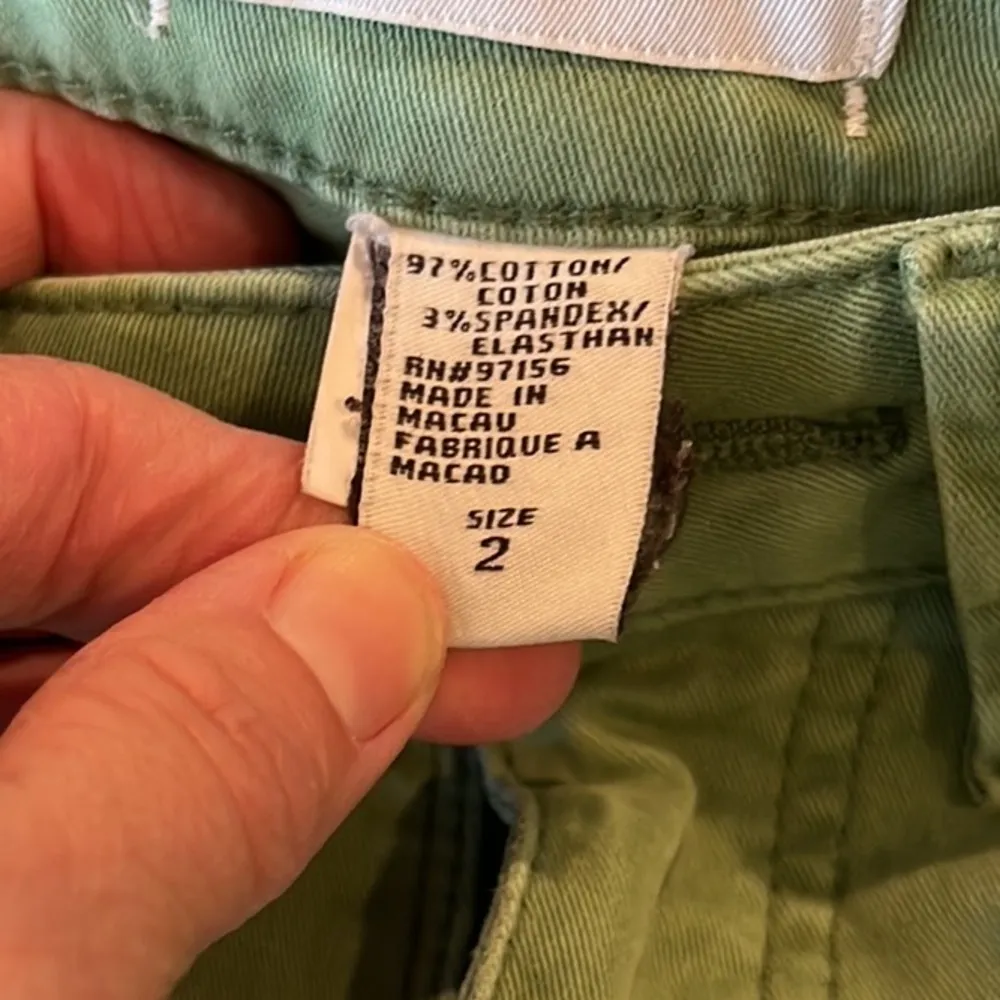 97%COTTON/
COTON
3%SPANDEX/
ELASTHAN
RN#97156
MADE IN
MACAU
FABRIQUE A
MACAO
SIZE
2